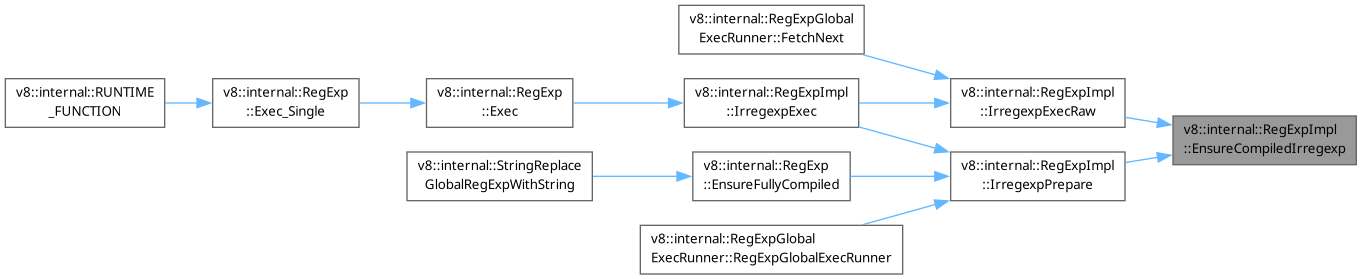 v8::internal::RegExpGlobal
ExecRunner::FetchNext
v8::internal::RUNTIME
_FUNCTION
v8::internal::RegExp
::Exec_Single
v8::internal::RegExp
::Exec
v8::internal::RegExpImpl
::IrregexpExec
v8::internal::RegExpImpl
::IrregexpExecRaw
v8::internal::RegExpImpl
::EnsureCompiledIrregexp
v8::internal::StringReplace
GlobalRegExpWithString
v8::internal::RegExp
::EnsureFullyCompiled
v8::internal::RegExpImpl
::IrregexpPrepare
v8::internal::RegExpGlobal
ExecRunner::RegExpGlobalExecRunner